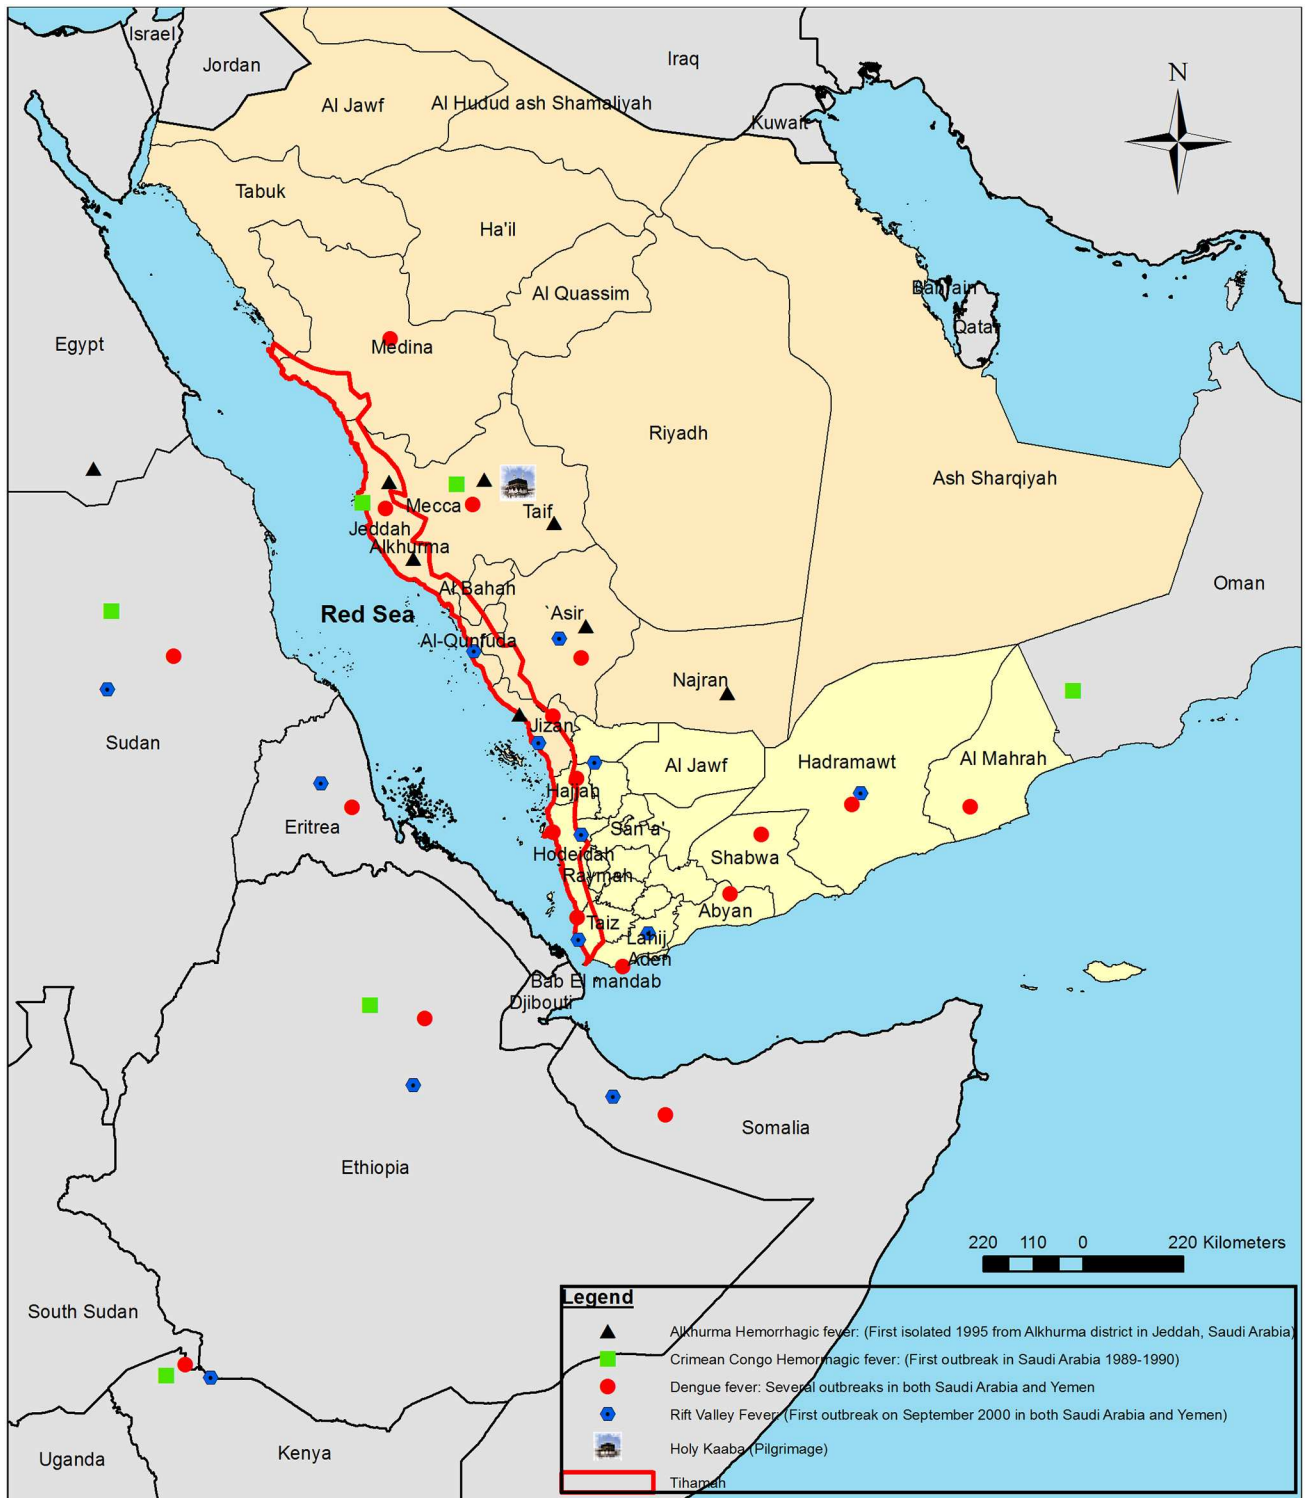 Israel
Jordan
Iraq
N
Al Jawf
Al Hudud ash Shamaliyah
Kuwait
Tabuk
Ha'il
Al Quassim
Bahrain
Qatar
Egypt
Medina
Riyadh
Ash Sharqiyah
Mecca
Taif
Jeddah
Alkhurma
Oman
Al Bahah
Red Sea
`Asir
Al-Qunfuda
Najran
Jizan
Sudan
Al Jawf
Hadramawt
Al Mahrah
Hajjah
Eritrea
San'a'
Hodeidah
Shabwa
Raymah
Abyan
Taiz
Lahij
Aden
Bab El mandab
Djibouti
Somalia
Ethiopia
220 110 0 220 Kilometers
South Sudan
Legend
Alkhurma Hemorrhagic fever: (First isolated 1995 from Alkhurma district in Jeddah, Saudi Arabia)
Crimean Congo Hemorrhagic fever: (First outbreak in Saudi Arabia 1989-1990)
Dengue fever: Several outbreaks in both Saudi Arabia and Yemen
Rift Valley Fever: (First outbreak on September 2000 in both Saudi Arabia and Yemen)
Holy Kaaba (Pilgrimage)
Tihamah
Uganda
Kenya